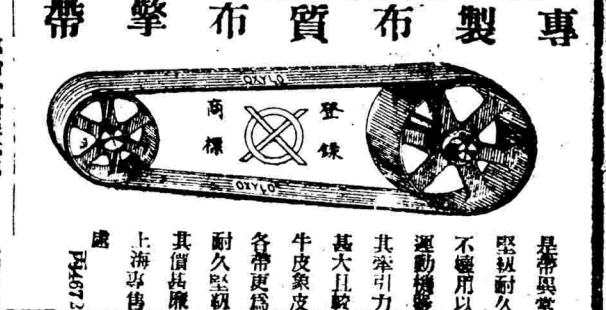 專製布質布擎帶
OXYLO
登錄
商標
OXYLO
是帶異常
堅韌耐久
不壞用以
運動機器
其牽引力
甚大且較
牛皮象皮
各帶更爲
耐久堅韌
其價甚廉
上海專售
處